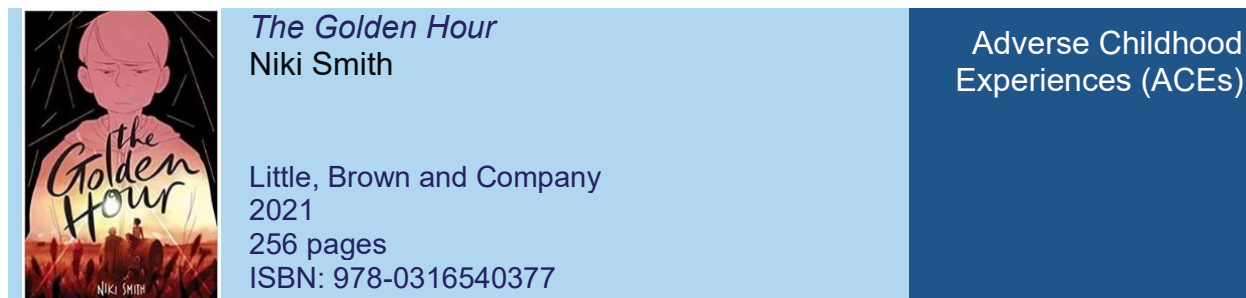 the
Golden
Hour
NIKI SMITH
The Golden Hour
Niki Smith
Little, Brown and Company
2021
256 pages
ISBN: 978-0316540377
Adverse Childhood
Experiences (ACEs)